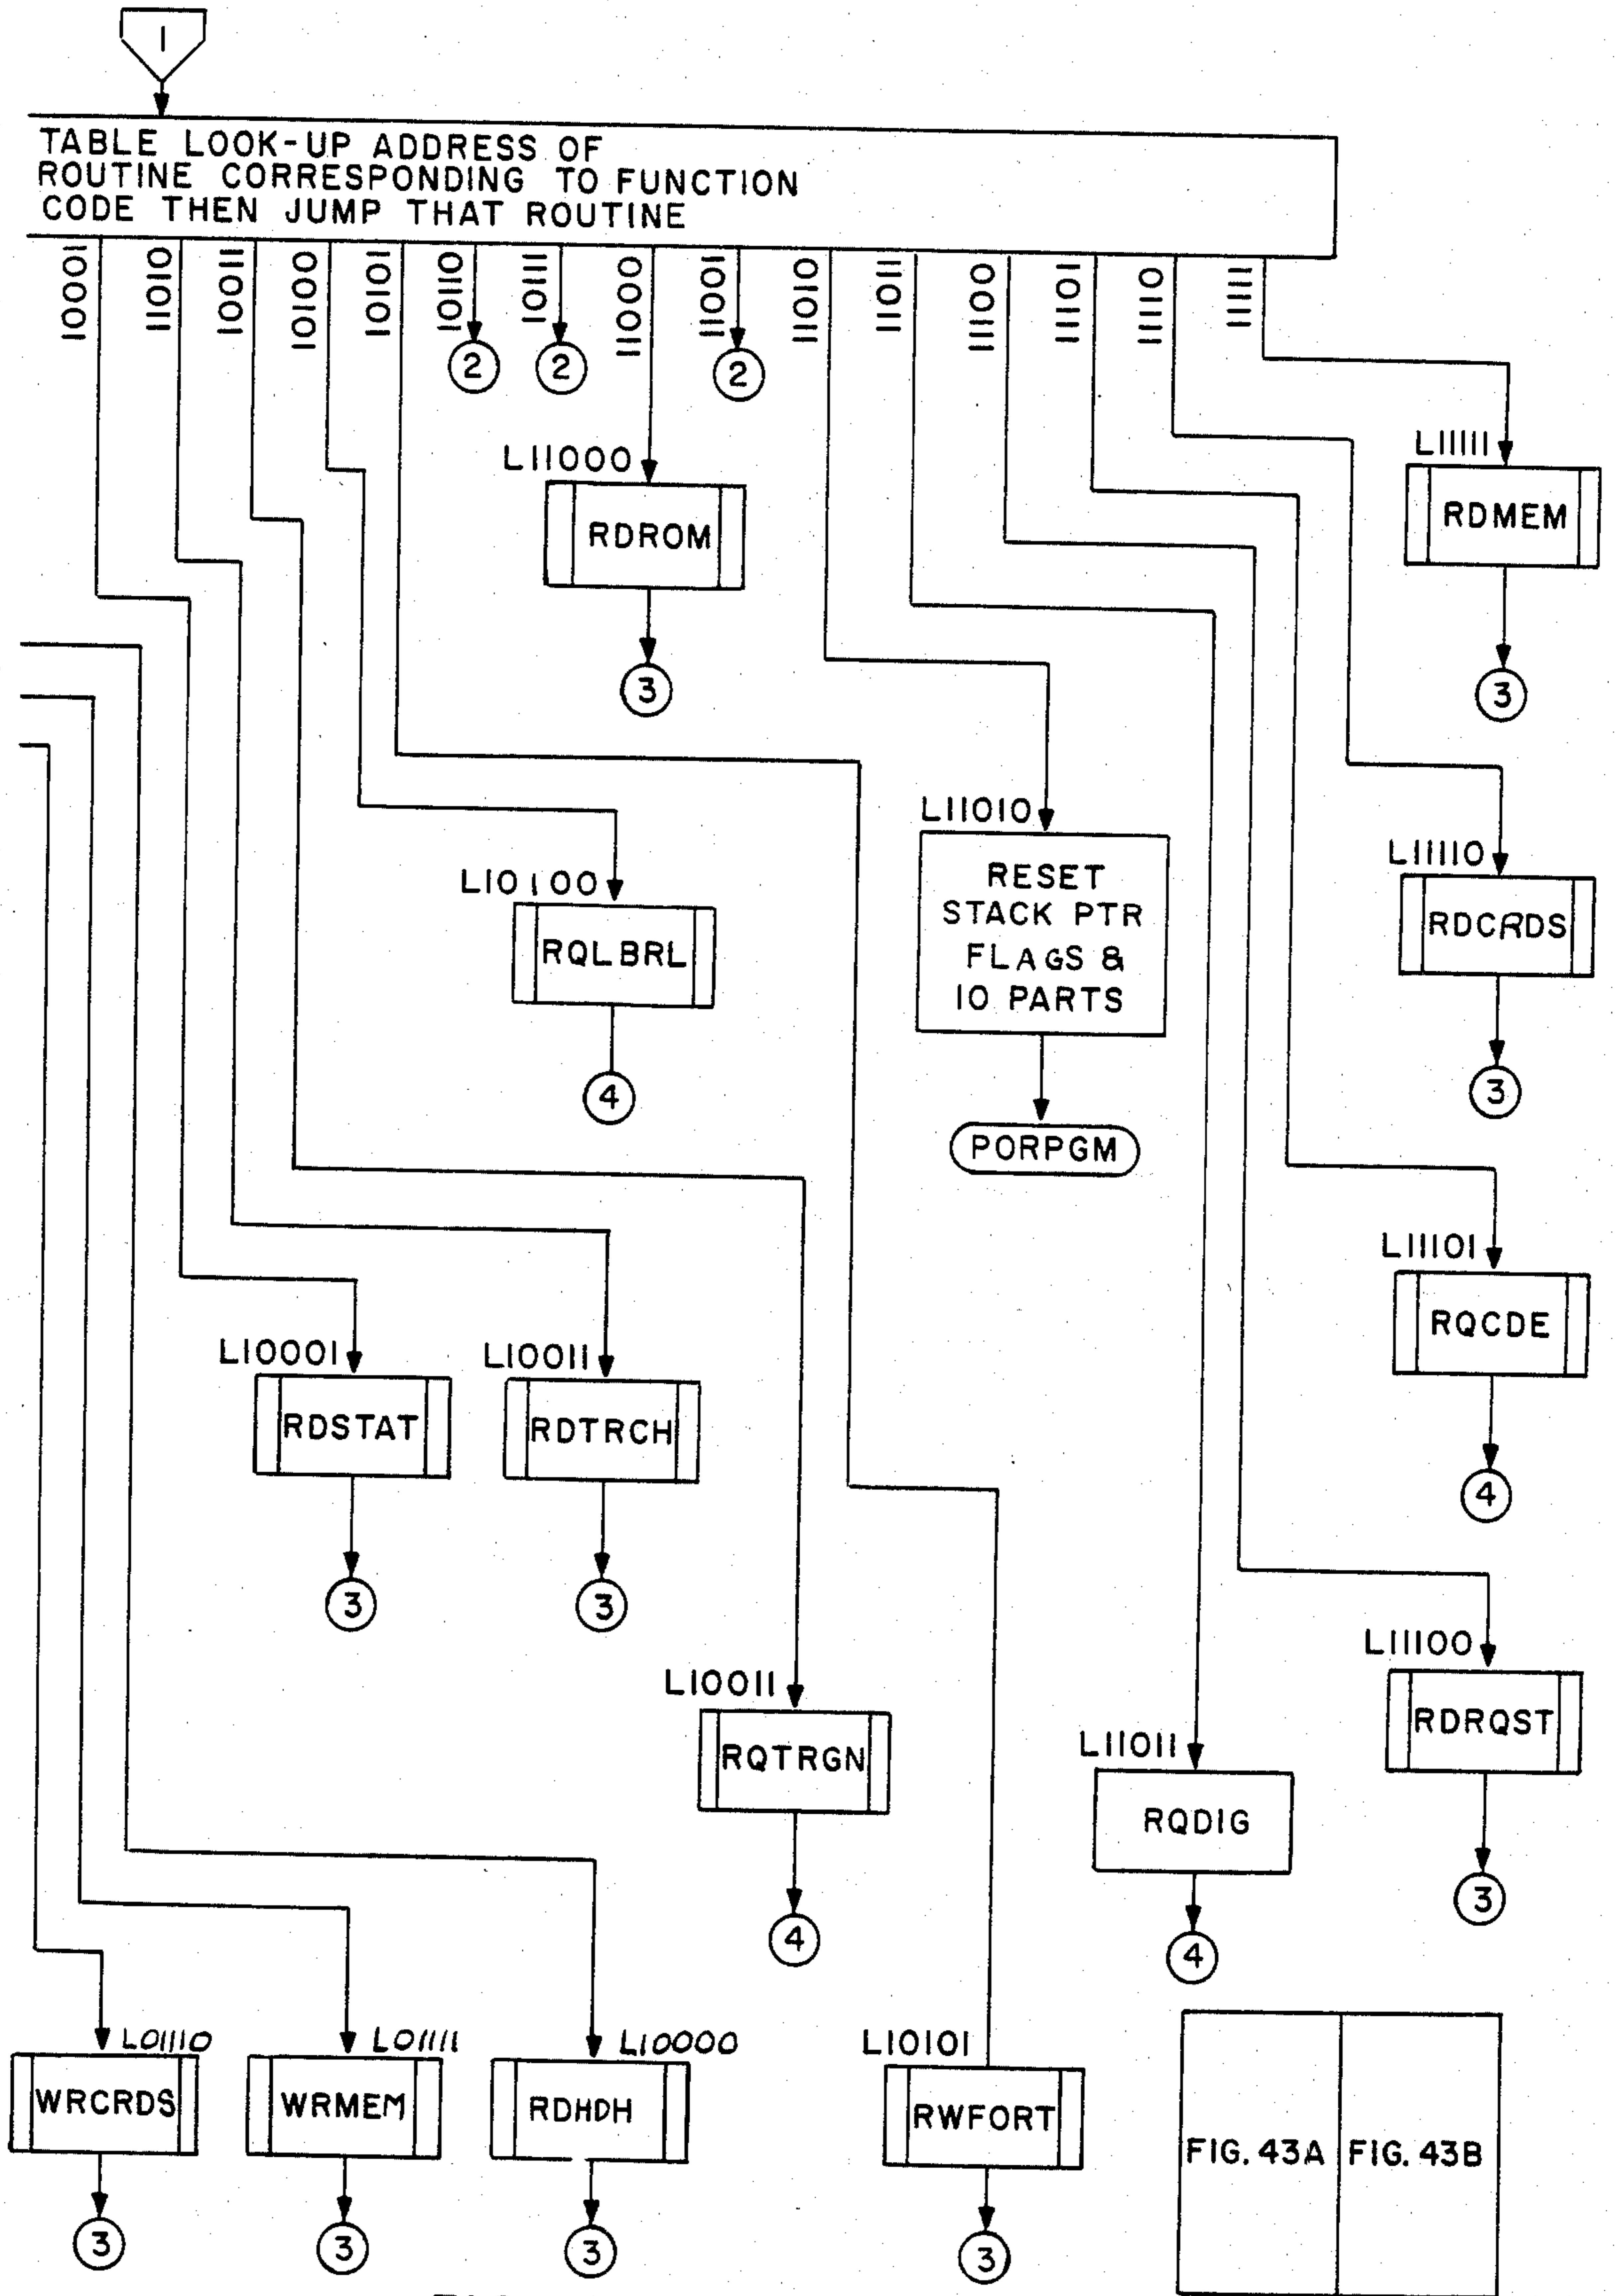 1
TABLE LOOK-UP ADDRESS OF
ROUTINE CORRESPONDING TO FUNCTION
CODE THEN JUMP THAT ROUTINE
10001
11010
10011
10100
10101
10110
10111
11000
11001
11010
11011
11100
11101
11110
11111
2
2
2
L11000
RDROM
3
L11111
RDMEM
3
L10100
RQLBRL
4
L11010
RESET
STACK PTR
FLAGS &
IO PARTS
PORPGM
L11110
RDCRDS
3
L11101
RQCDE
4
L10001
RDSTAT
3
L10011
RDTRCH
3
L10011
RQTRGN
4
L11011
RQDIG
4
L11100
RDRQST
3
L01110
WRCRDS
3
L01111
WRMEM
3
L10000
RDHDH
3
L10101
RWFORT
3
FIG. 43A
FIG. 43B